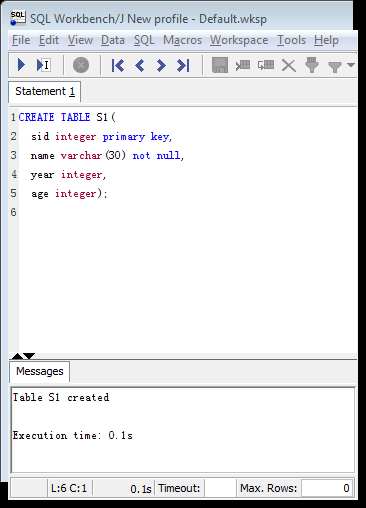 SQL SQL Workbench/J New profile - Default.wksp
File Edit View Data SQL Macros Workspace Tools Help
Statement 1
1 CREATE TABLE S1(
2 sid integer primary key,
3 name varchar(30) not null,
4 year integer,
5 age integer);
6
Messages
Table S1 created
Execution time: 0.1s
L:6 C:1 0.1s Timeout: Max. Rows: 0